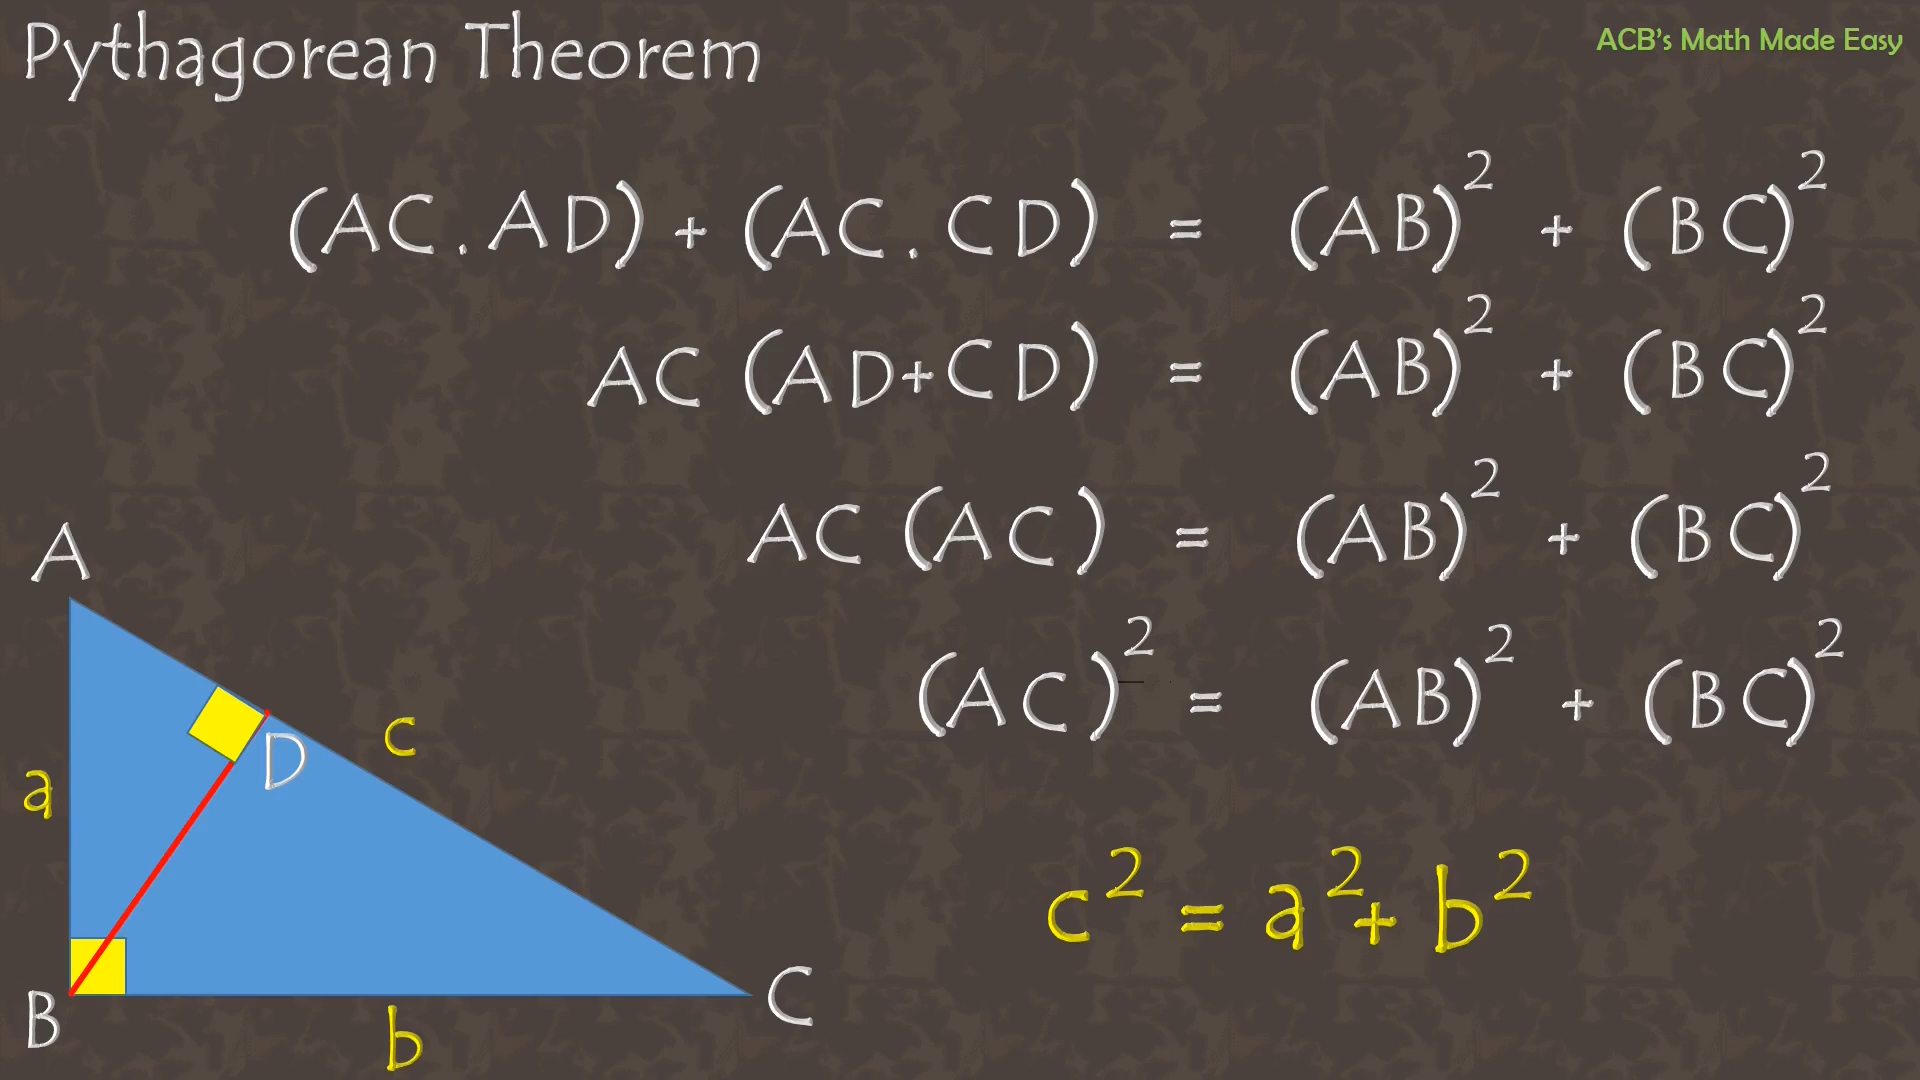 Pythagorean Theorem
ACB's Math Made Easy
(AC . AD) + (AC . CD) = (AB)² + (BC)²
AC (AD+CD) = (AB)² + (BC)²
AC (AC) = (AB)² + (BC)²
(AC)² = (AB)² + (BC)²
A
c
D
a
c² = a² + b²
B
C
b